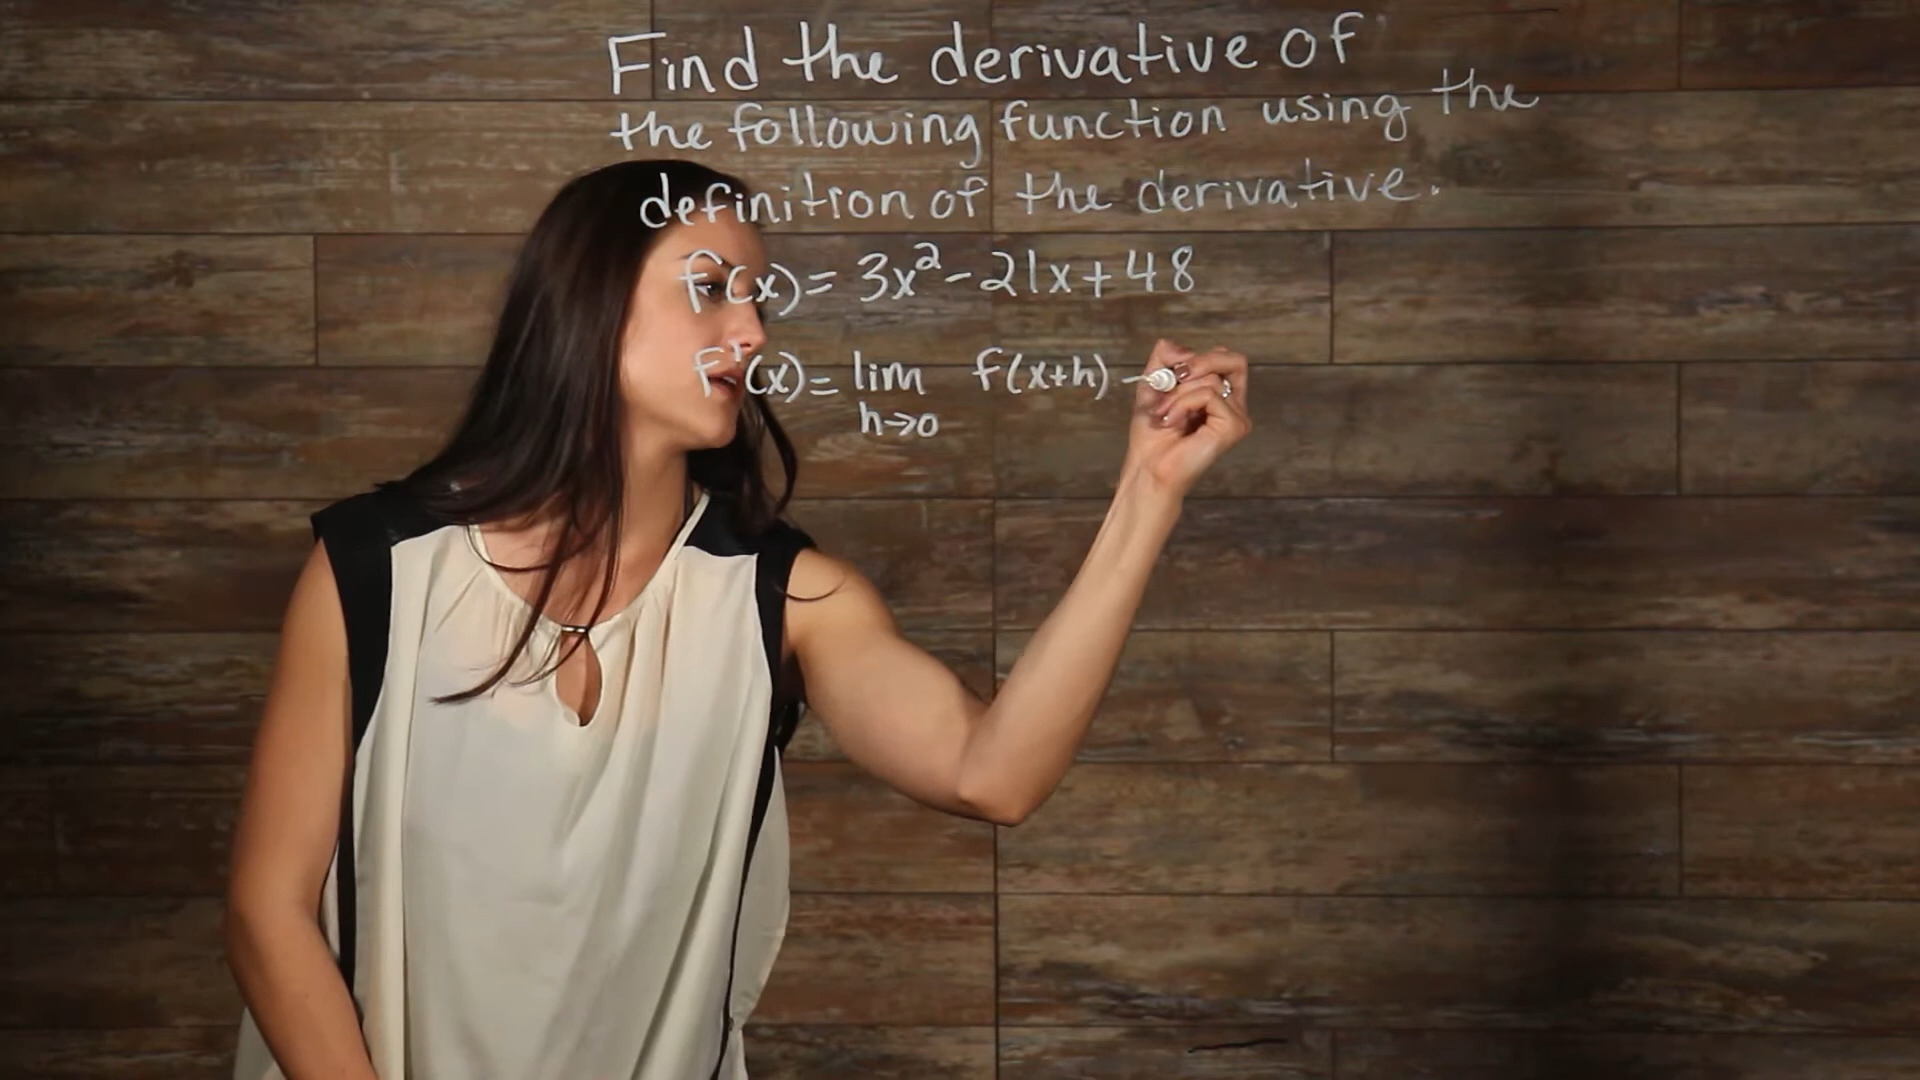 Find the derivative of
the following function using the
definition of the derivative.
f(x) = 3x² - 21x + 48
f'(x) = lim f(x+h) -
h→0